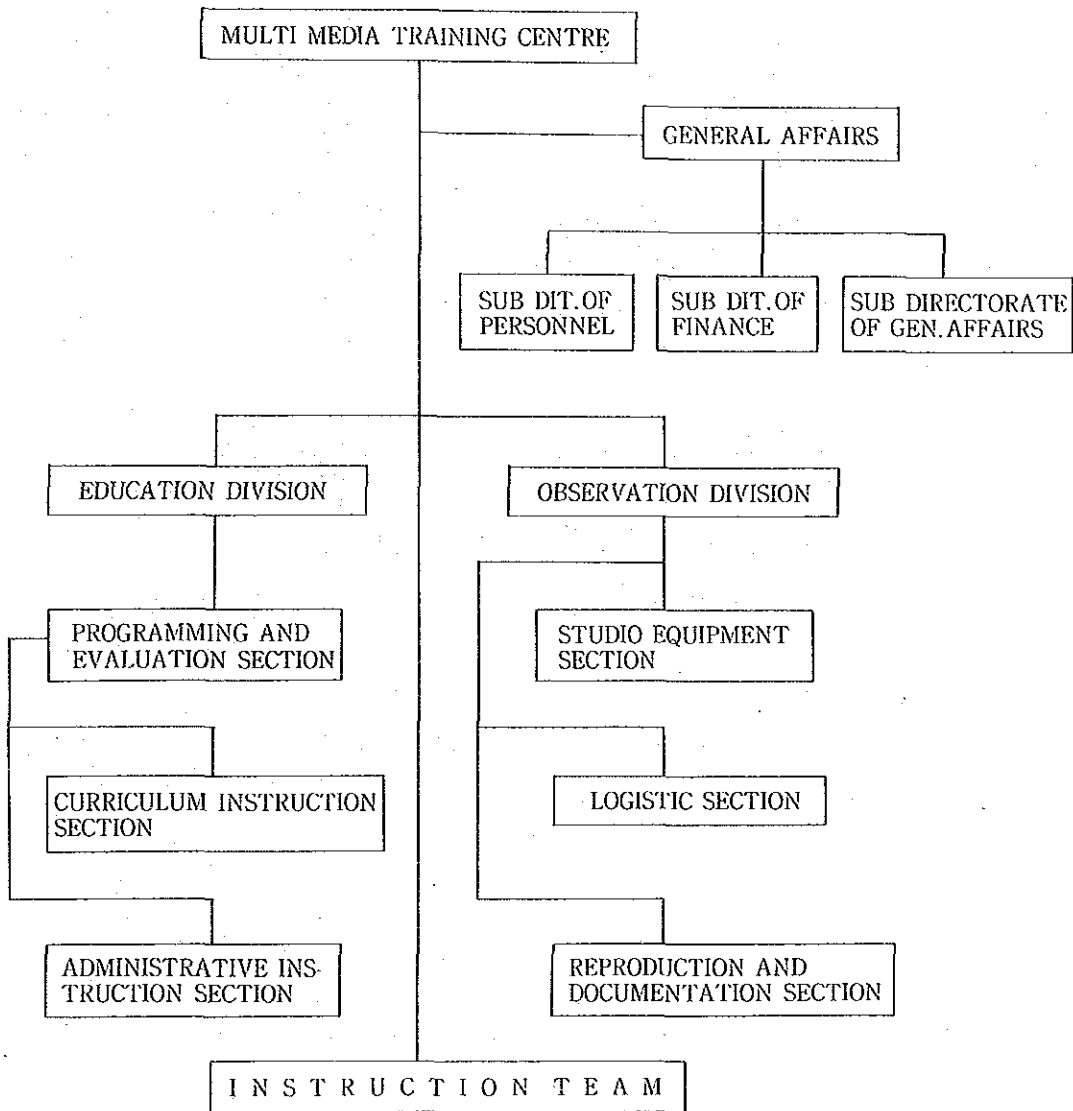 MULTI MEDIA TRAINING CENTRE
GENERAL AFFAIRS
SUB DIT. OF
PERSONNEL
SUB DIT. OF
FINANCE
SUB DIRECTORATE
OF GEN. AFFAIRS
EDUCATION DIVISION
OBSERVATION DIVISION
PROGRAMMING AND
EVALUATION SECTION
STUDIO EQUIPMENT
SECTION
CURRICULUM INSTRUCTION
SECTION
LOGISTIC SECTION
ADMINISTRATIVE INS-
TRUCTION SECTION
REPRODUCTION AND
DOCUMENTATION SECTION
INSTRUCTION TEAM